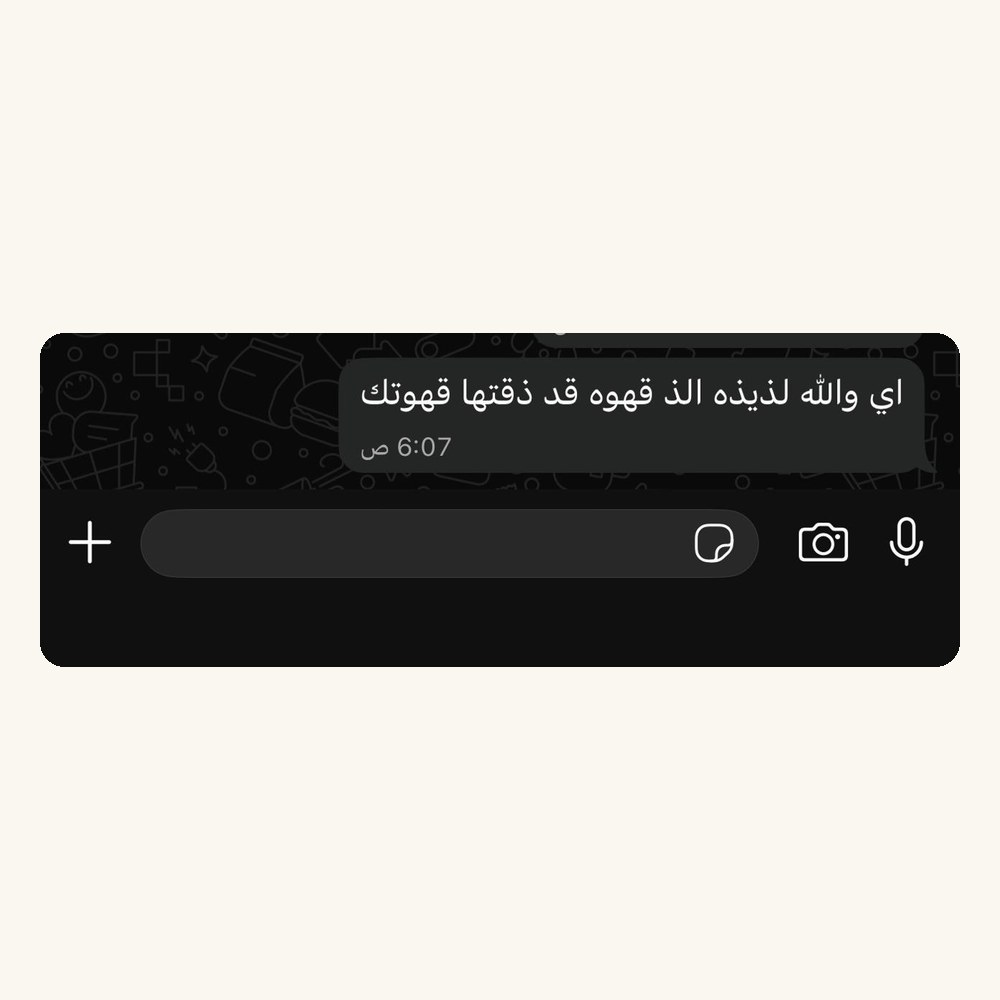 اي والله لذيذه الذ قهوه قد ذقتها قهوتك
6:07 ص